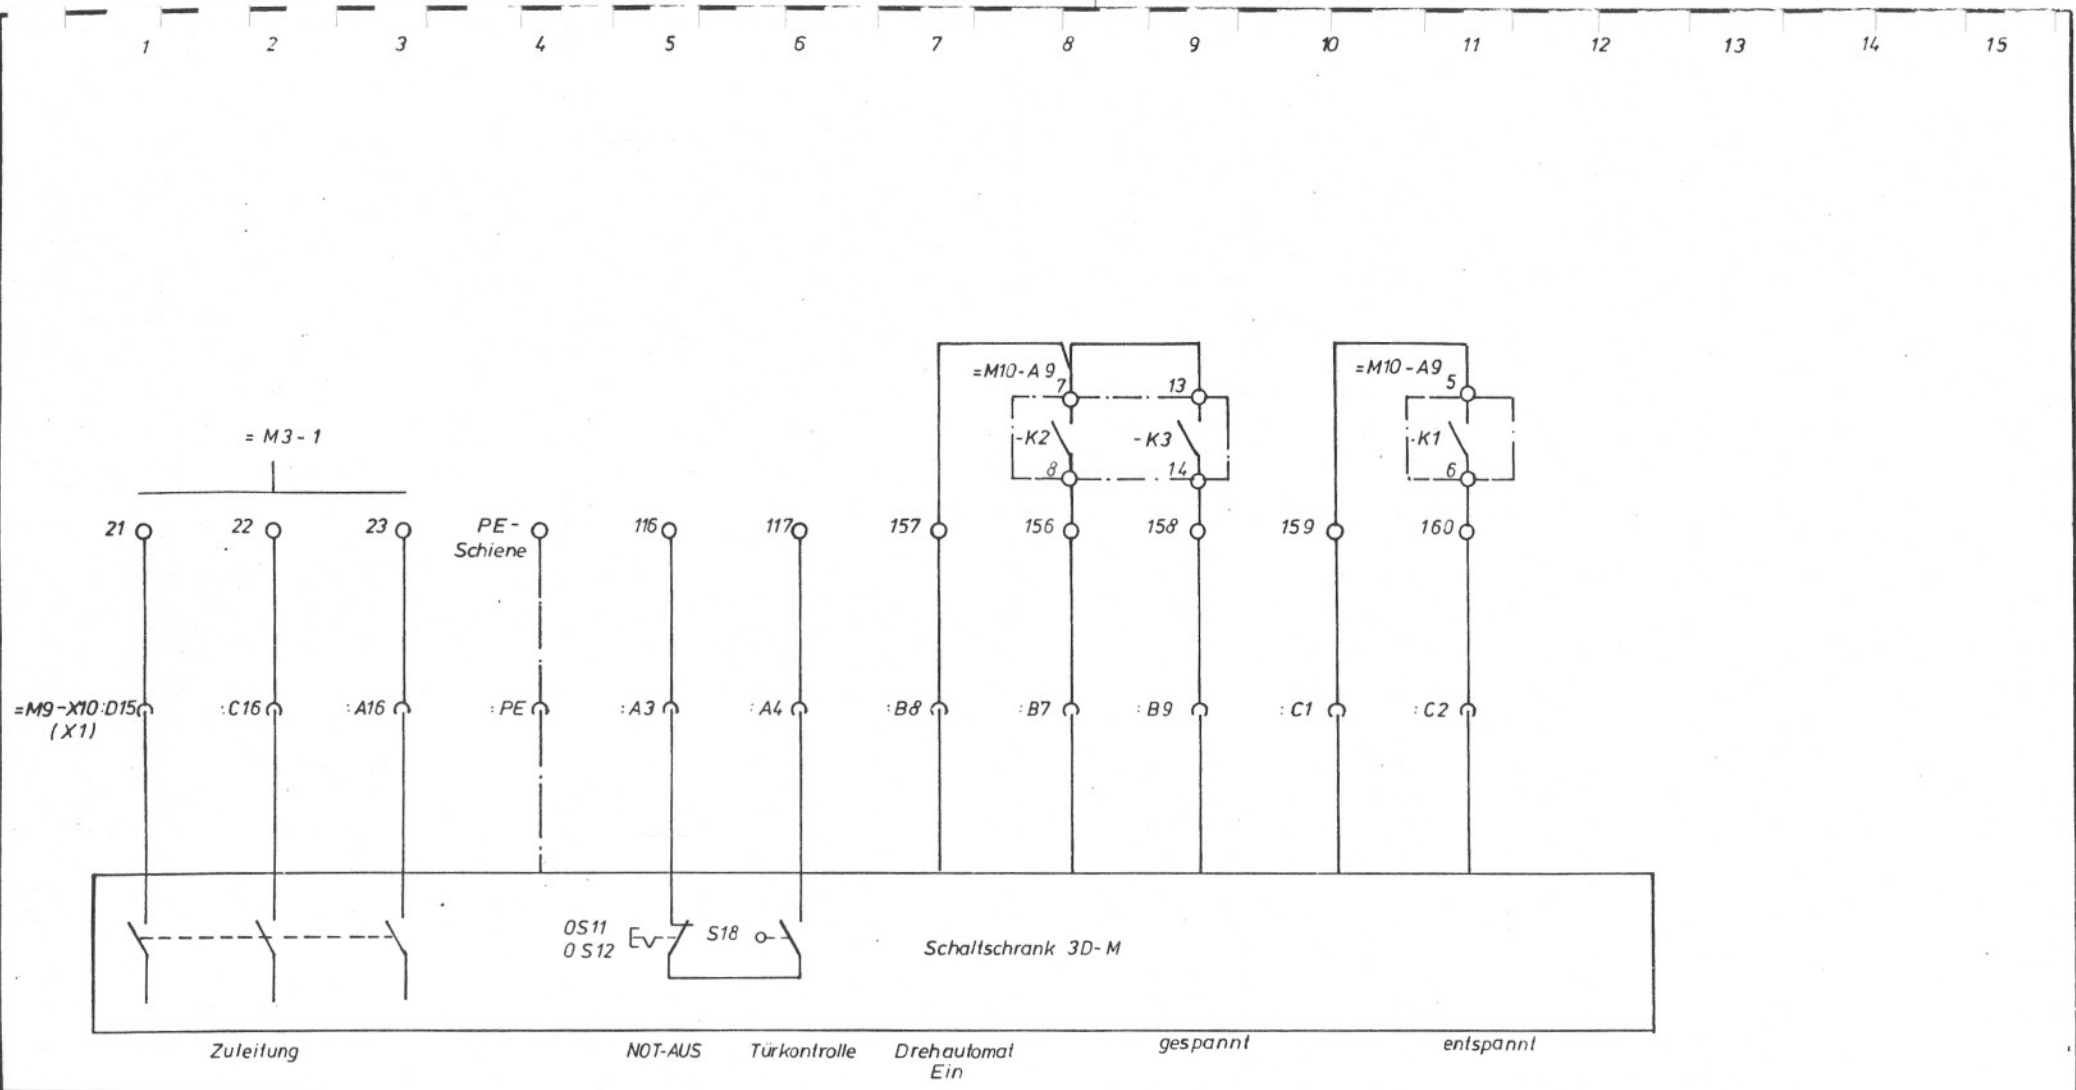 1 2 3 4 5 6 7 8 9 10 11 12 13 14 15
=M10-A9 =M10-A9
7 13 5
= M3-1 -K2 -K3 -K1
8 14 6
21 22 23 PE- 116 117 157 156 158 159 160
Schiene
=M9-X10:D15 :C16 :A16 :PE :A3 :A4 :B8 :B7 :B9 :C1 :C2
(X1)
0S11 S18
0S12 Schaltschrank 3D-M
Zuleitung NOT-AUS Türkontrolle Drehautomat gespannt entspannt
Ein